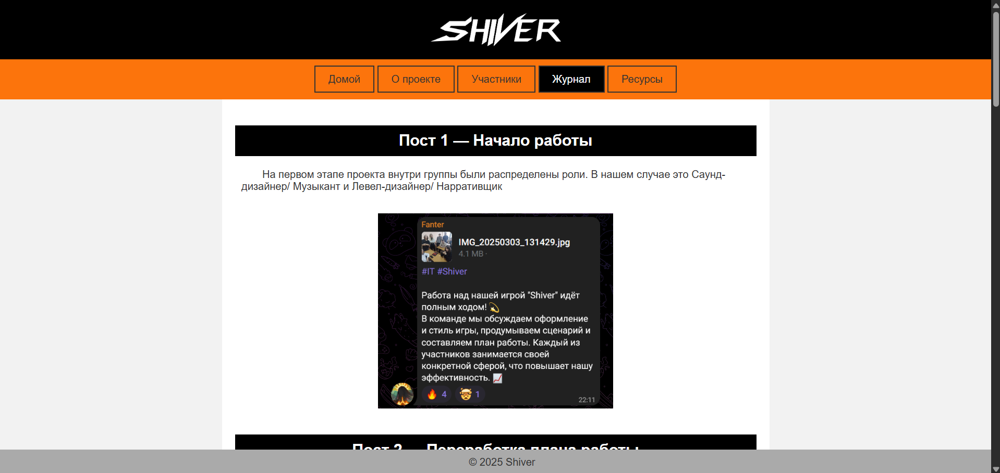 SHIVER
Домой
О проекте
Участники
Журнал
Ресурсы
Пост 1 — Начало работы
На первом этапе проекта внутри группы были распределены роли. В нашем случае это Саунд-
дизайнер/ Музыкант и Левел-дизайнер/ Нарративщик
Fanter
IMG_20250303_131429.jpg
4.1 MB ·
#IT #Shiver
Работа над нашей игрой "Shiver" идёт
полным ходом! 💫
В команде мы обсуждаем оформление
и стиль игры, продумываем сценарий и
составляем план работы. Каждый из
участников занимается своей
конкретной сферой, что повышает нашу
эффективность. 📈
🔥 4 🤯 1
22:11
Пост 2 — Переработка плана работы
© 2025 Shiver